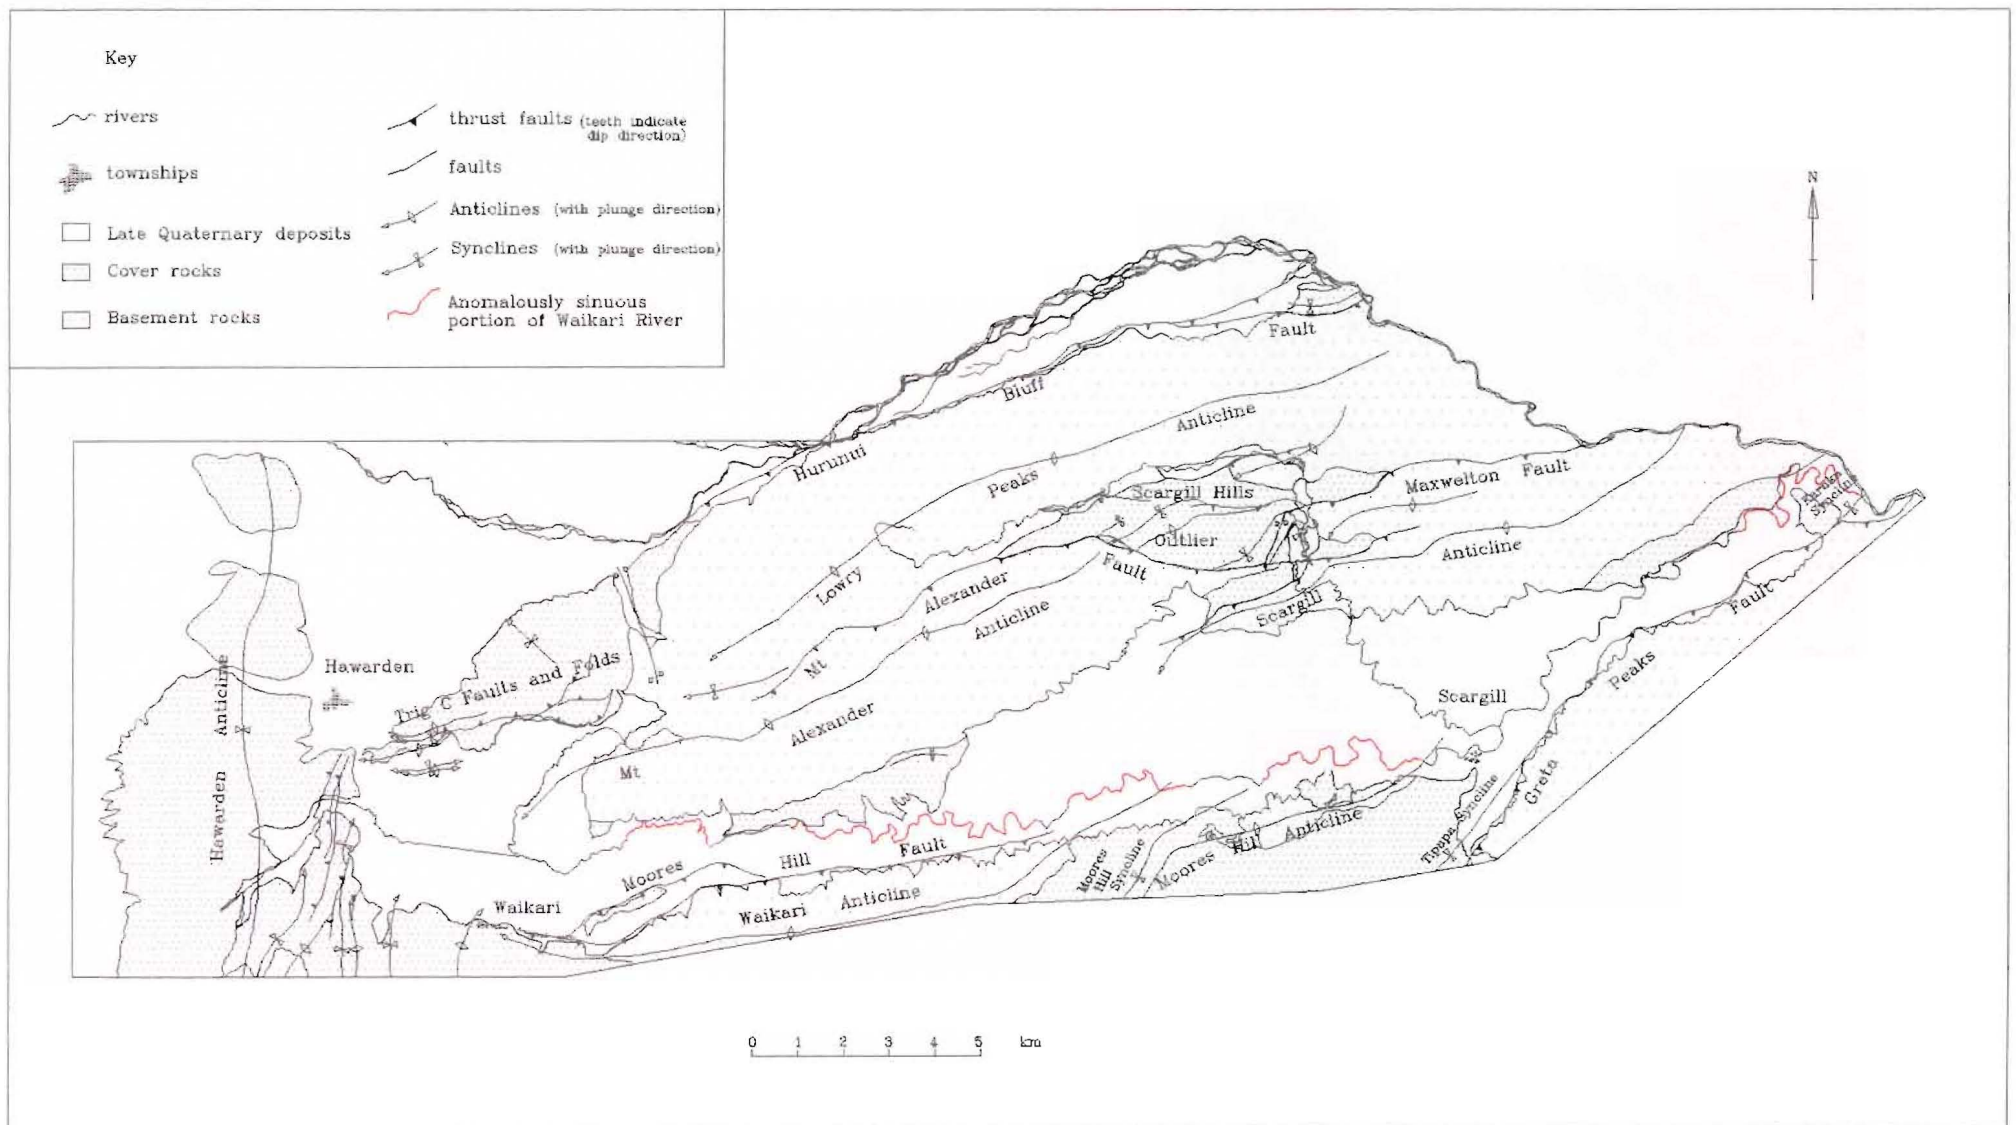 Key
rivers
townships
Late Quaternary deposits
Cover rocks
Basement rocks
thrust faults (teeth indicate
dip direction)
faults
Anticlines (with plunge direction)
Synclines (with plunge direction)
Anomalously sinuous
portion of Waikari River
N
Fault
Bluff
Hurunui
Anticline
Peaks
Lowry
Scargill Hills
Outlier
Maxwelton Fault
Anticline
Scargill
Syncline
Fault
Alexander
Mt
Anticline
Alexander
Mt
Fault
Peaks
Greta
Scargill
Hawarden
Anticline
Hawarden
Trig C Faults and Folds
Moores Hill Fault
Waikari
Waikari Anticline
Moores
Hill
Syncline
Moores Hill Anticline
Tipapa Syncline
0 1 2 3 4 5 km